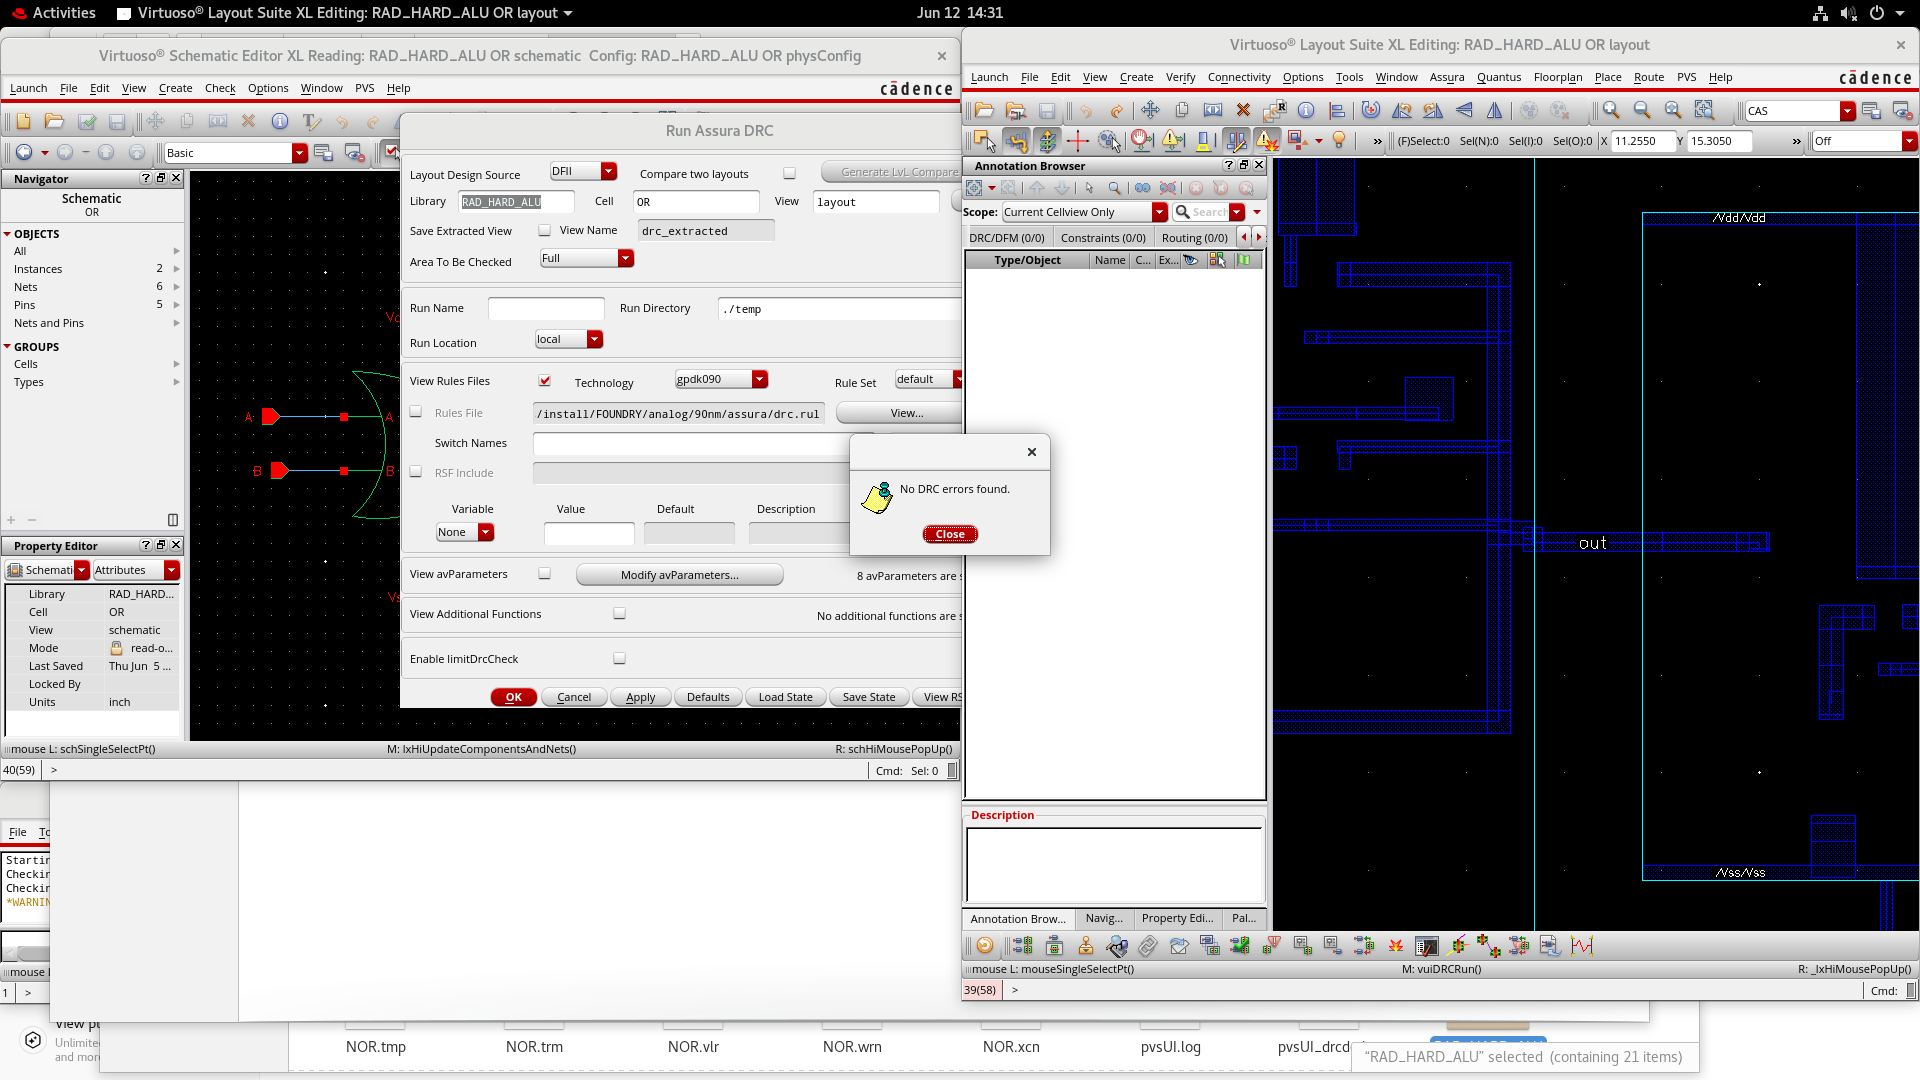 Activities
Virtuoso® Layout Suite XL Editing: RAD_HARD_ALU OR layout
Jun 12 14:31
Virtuoso® Schematic Editor XL Reading: RAD_HARD_ALU OR schematic Config: RAD_HARD_ALU OR physConfig
Launch File Edit View Create Check Options Window PVS Help
cādence
Basic
Navigator
Schematic
OR
OBJECTS
All
Instances 2
Nets 6
Pins 5
Nets and Pins
GROUPS
Cells
Types
Property Editor
Schemati
Attributes
Library RAD_HARD...
Cell OR
View schematic
Mode read-o...
Last Saved Thu Jun 5 ...
Locked By
Units inch
A
A
B
B
mouse L: schSingleSelectPt()
M: lxHiUpdateComponentsAndNets()
R: schHiMousePopUp()
40(59) >
Cmd: Sel: 0
Run Assura DRC
Layout Design Source DFII Compare two layouts Generate LvL Compare
Library RAD_HARD_ALU Cell OR View layout
Save Extracted View View Name drc_extracted
Area To Be Checked Full
Run Name Run Directory ./temp
Run Location local
View Rules Files Technology gpdk090 Rule Set default
Rules File /install/FOUNDRY/analog/90nm/assura/drc.rul View...
Switch Names
RSF Include
Variable Value Default Description
None
View avParameters Modify avParameters... 8 avParameters are s
View Additional Functions No additional functions are s
Enable limitDrcCheck
OK Cancel Apply Defaults Load State Save State View RS
No DRC errors found.
Close
Virtuoso® Layout Suite XL Editing: RAD_HARD_ALU OR layout
Launch File Edit View Create Verify Connectivity Options Tools Window Assura Quantus Floorplan Place Route PVS Help
cādence
CAS
(F)Select:0 Sel(N):0 Sel(I):0 Sel(O):0 X 11.2550 Y 15.3050
Off
Annotation Browser
Scope: Current Cellview Only Search
DRC/DFM (0/0) Constraints (0/0) Routing (0/0)
Type/Object Name C... Ex...
Description
Annotation Brow... Navig... Property Edi... Pal...
/Vdd/Vdd
out
/Vss/Vss
mouse L: mouseSingleSelectPt()
M: vuiDRCRun()
R: _lxHiMousePopUp()
39(58) >
Cmd:
File To
Startin
Checkin
Checkin
*WARNIN
mouse
1 >
View pl
Unlimite
and more
NOR.tmp NOR.trm NOR.vlr NOR.wrn NOR.xcn pvsUI.log
"RAD_HARD_ALU" selected (containing 21 items)